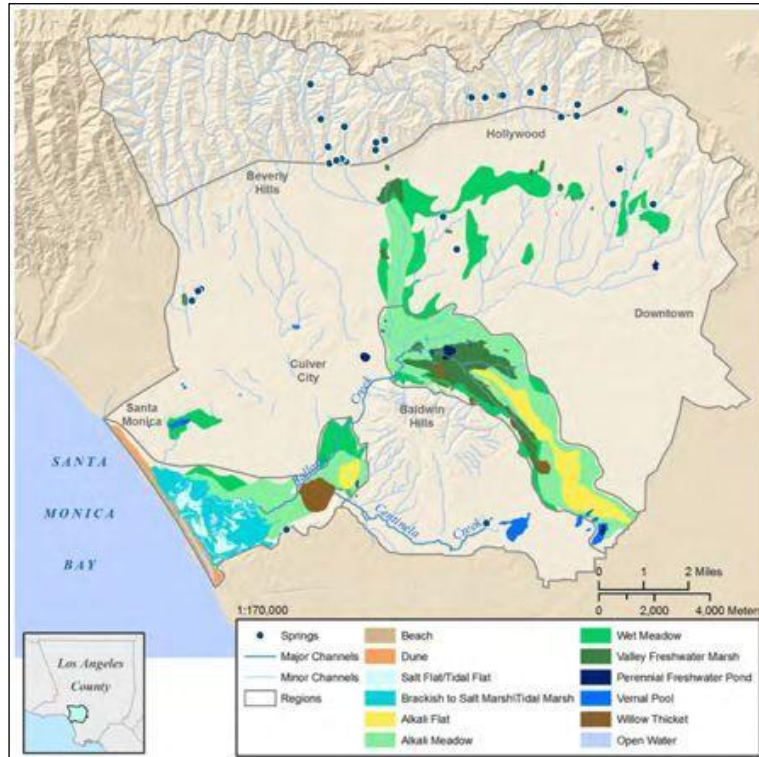 Hollywood
Beverly
Hills
Downtown
Culver
City
Creek
Santa
Monica
Baldwin
Hills
SANTA
MONICA
BAY
Ballona
Centinela
Creek
0 1 2 Miles
0 2,000 4,000 Meters
1:170,000
Los Angeles
County
Springs
Major Channels
Minor Channels
Regions
Beach
Dune
Salt Flat/Tidal Flat
Brackish to Salt Marsh\Tidal Marsh
Alkali Flat
Alkali Meadow
Wet Meadow
Valley Freshwater Marsh
Perennial Freshwater Pond
Vernal Pool
Willow Thicket
Open Water